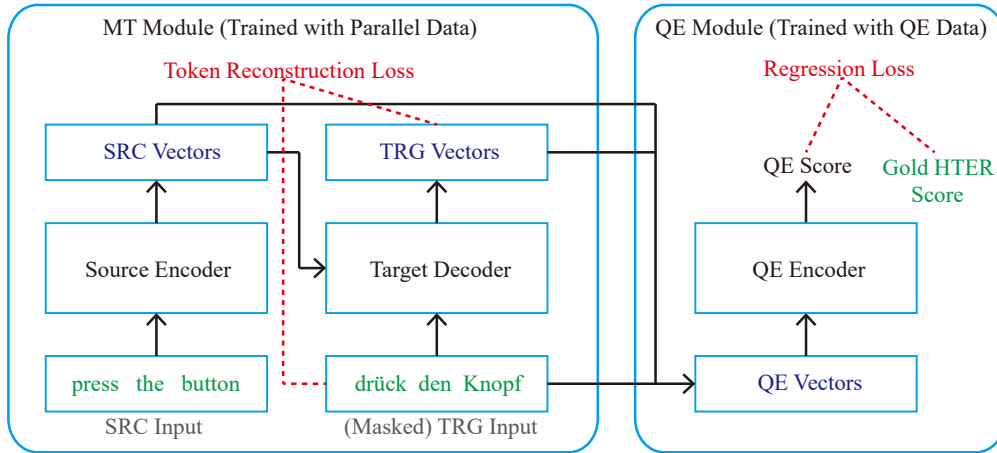 MT Module (Trained with Parallel Data)
Token Reconstruction Loss
SRC Vectors
TRG Vectors
Source Encoder
Target Decoder
press the button
drück den Knopf
SRC Input
(Masked) TRG Input
QE Module (Trained with QE Data)
Regression Loss
QE Score
Gold HTER
Score
QE Encoder
QE Vectors